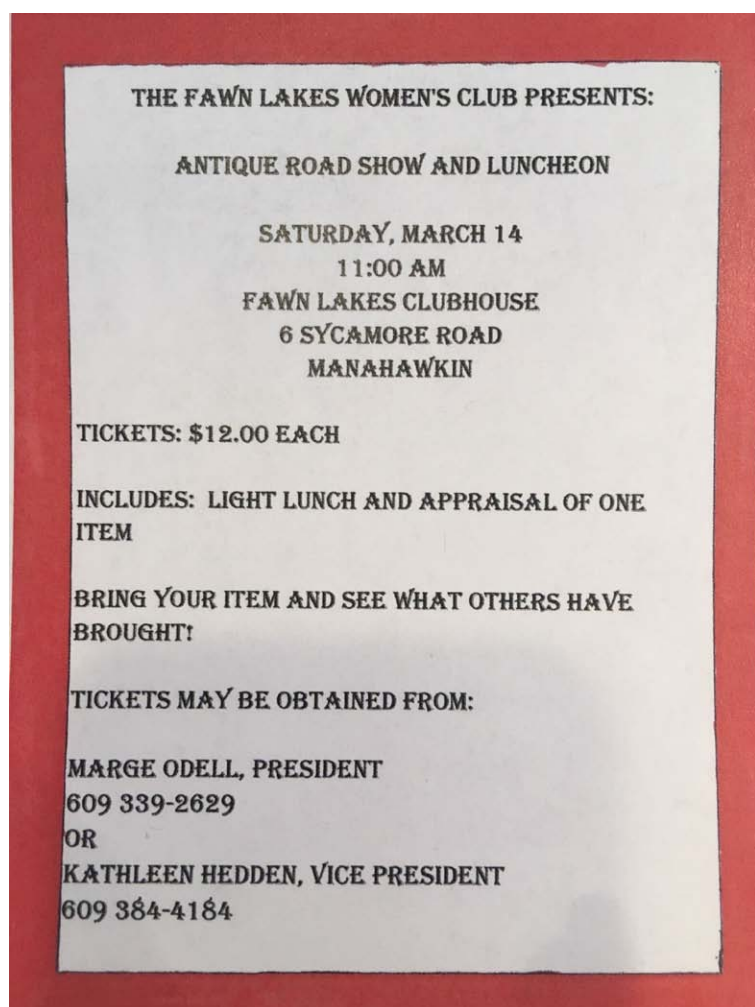 THE FAWN LAKES WOMEN'S CLUB PRESENTS:
ANTIQUE ROAD SHOW AND LUNCHEON
SATURDAY, MARCH 14
11:00 AM
FAWN LAKES CLUBHOUSE
6 SYCAMORE ROAD
MANAHAWKIN
TICKETS: $12.00 EACH
INCLUDES: LIGHT LUNCH AND APPRAISAL OF ONE
ITEM
BRING YOUR ITEM AND SEE WHAT OTHERS HAVE
BROUGHT!
TICKETS MAY BE OBTAINED FROM:
MARGE ODELL, PRESIDENT
609 339-2629
OR
KATHLEEN HEDDEN, VICE PRESIDENT
609 384-4184